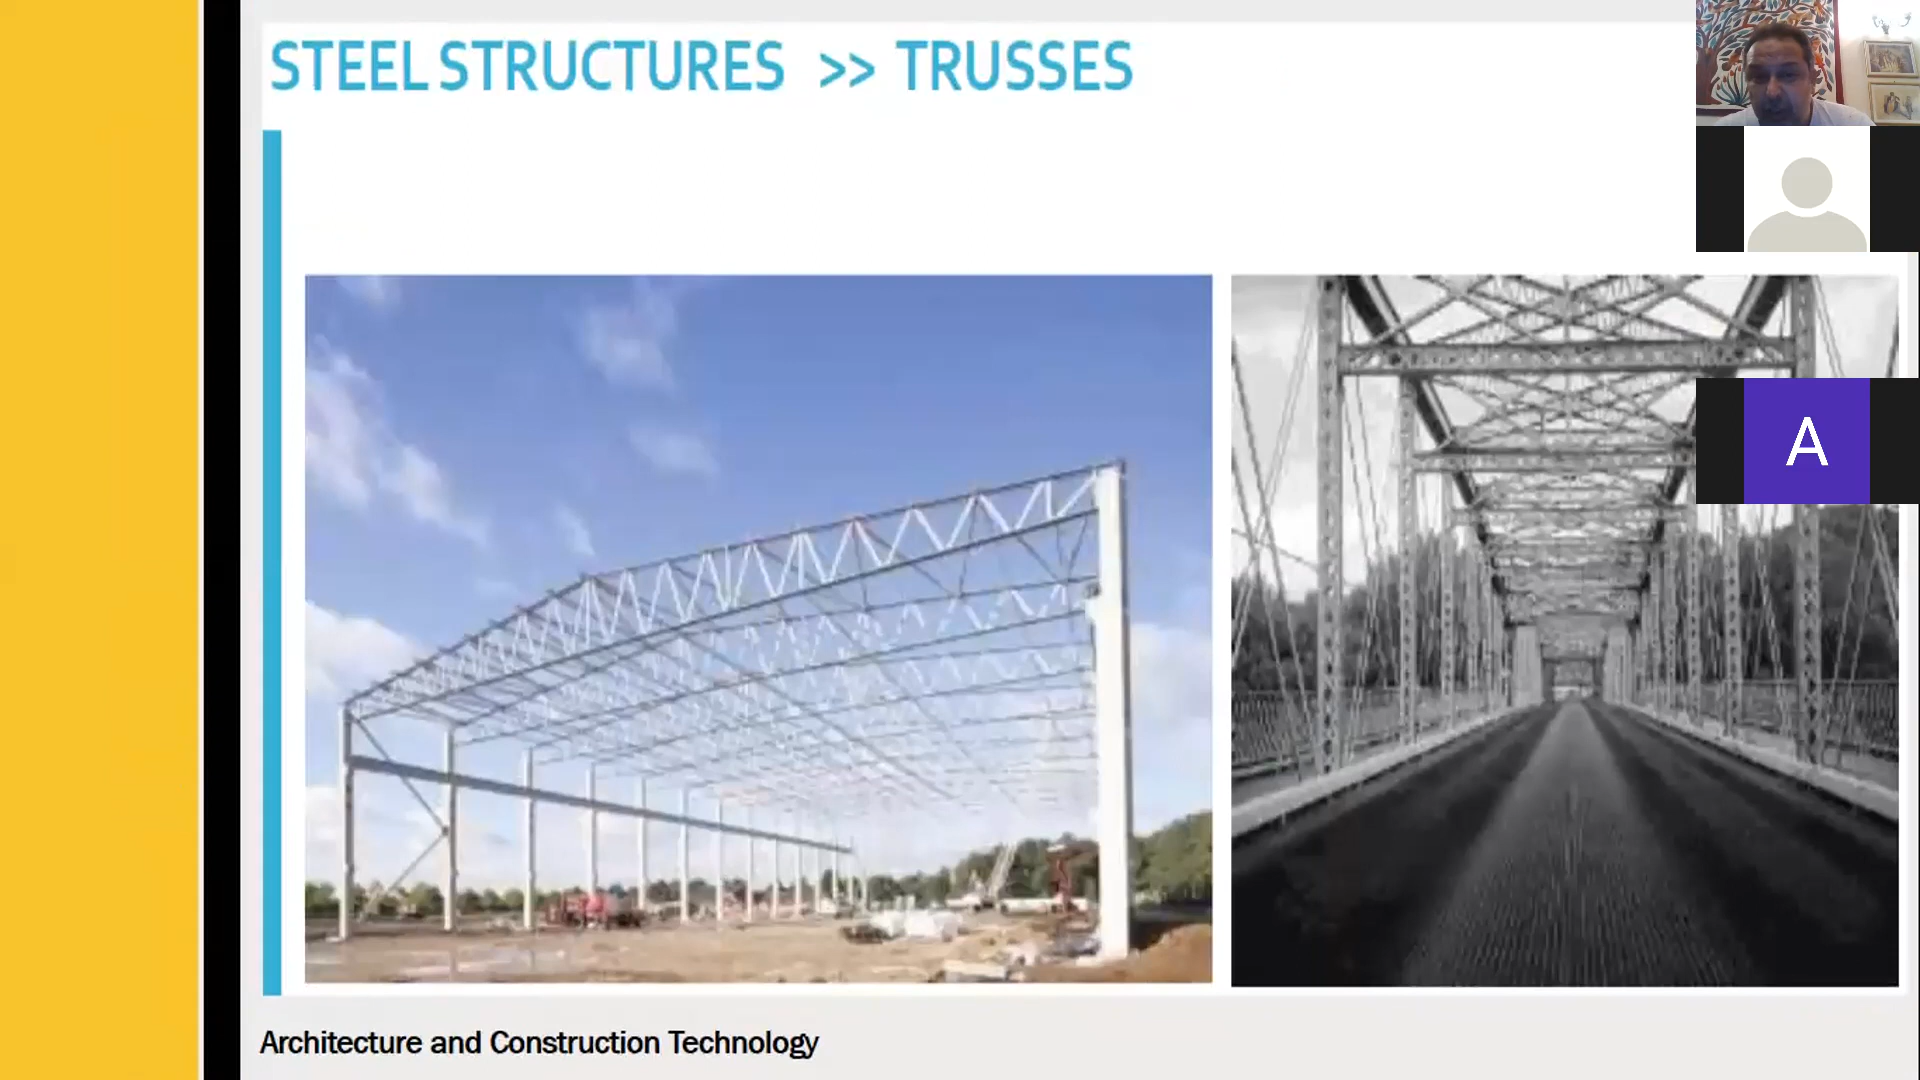 STEEL STRUCTURES >> TRUSSES
A
Architecture and Construction Technology